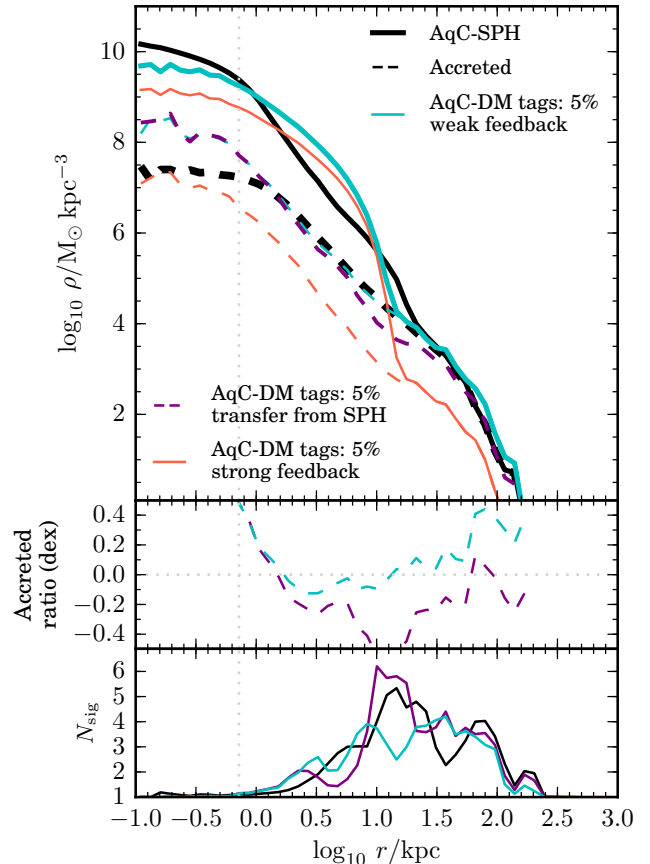 10
8
6
4
2
log₁₀ ρ/M⊙ kpc⁻³
AqC-SPH
Accreted
AqC-DM tags: 5%
weak feedback
AqC-DM tags: 5%
transfer from SPH
AqC-DM tags: 5%
strong feedback
0.4
0.2
0.0
−0.2
−0.4
Accreted
ratio (dex)
6
5
4
3
2
1
N_sig
−1.0 −0.5 0.0 0.5 1.0 1.5 2.0 2.5 3.0
log₁₀ r/kpc